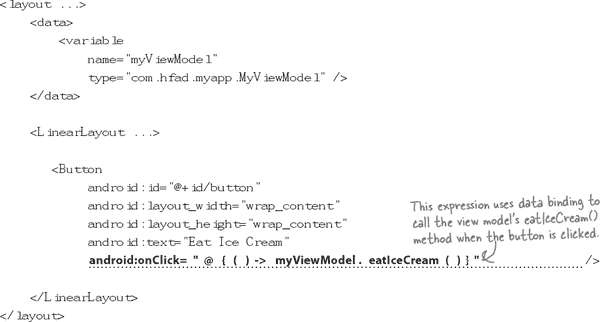 <layout ...>
<data>
<variable
name="myViewModel"
type="com.hfad.myapp.MyViewModel" />
</data>
<LinearLayout ...>
<Button
android:id="@+id/button"
android:layout_width="wrap_content"
android:layout_height="wrap_content"
android:text="Eat Ice Cream"
android:onClick="@{() -> myViewModel.eatIceCream()}" />
This expression uses data binding to
call the view model's eatIceCream()
method when the button is clicked.
</LinearLayout>
</layout>